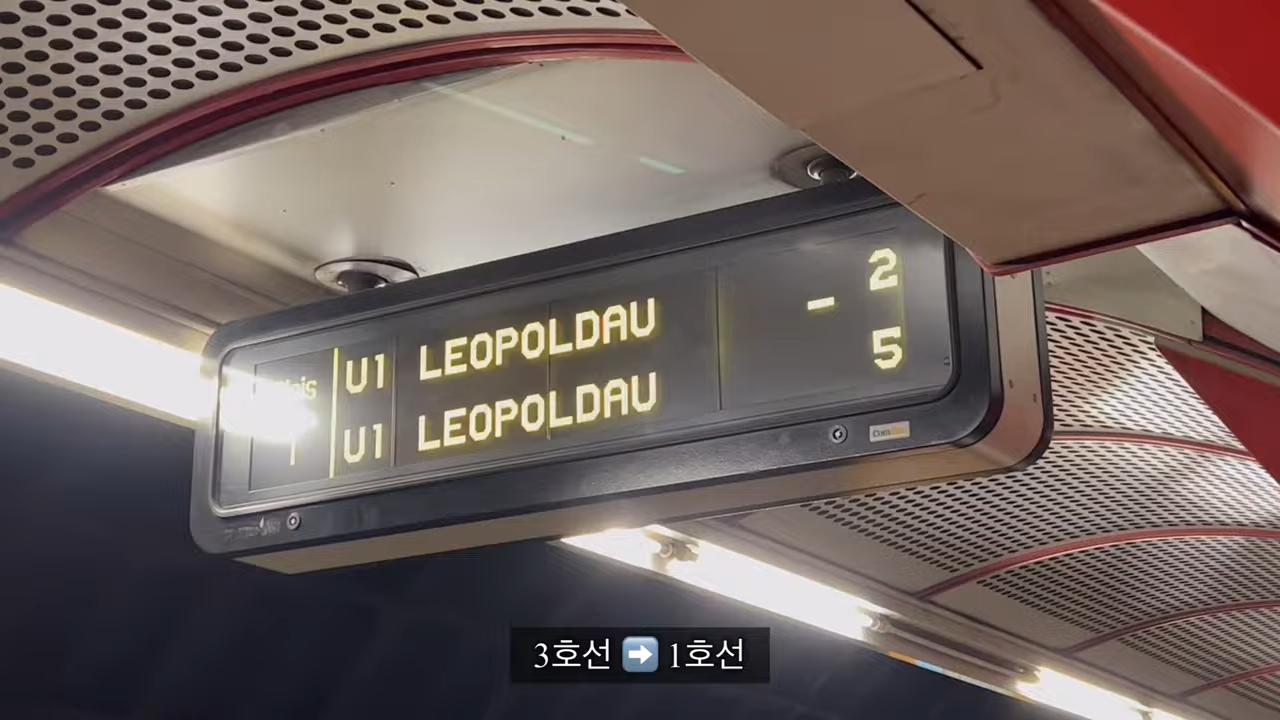 U1 LEOPOLDAU 2
U1 LEOPOLDAU 5
3호선 ➡️ 1호선